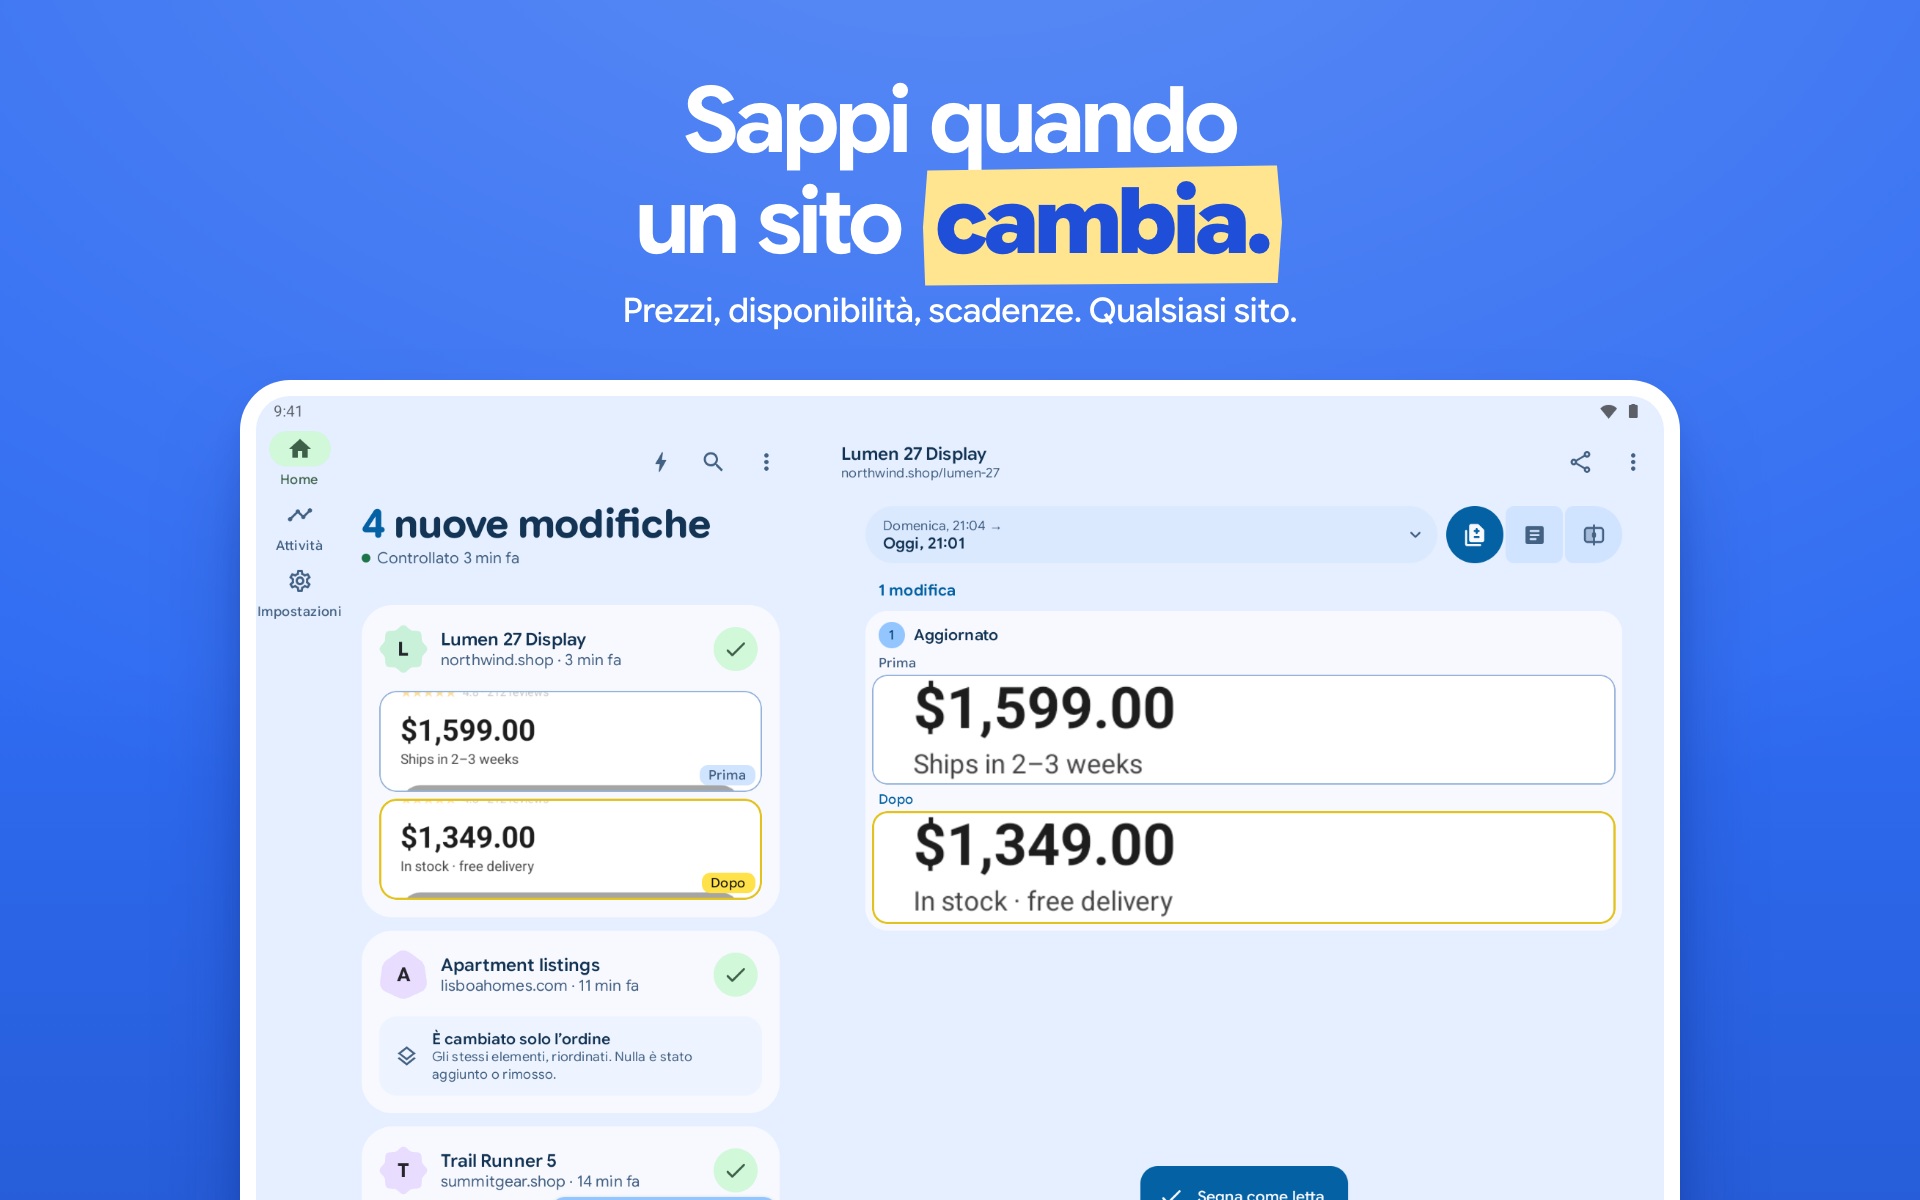 Sappi quando
un sito cambia.
Prezzi, disponibilità, scadenze. Qualsiasi sito.
9:41
Home
Attività
Impostazioni
4 nuove modifiche
Controllato 3 min fa
L
Lumen 27 Display
northwind.shop · 3 min fa
4.8 · 212 reviews
$1,599.00
Ships in 2–3 weeks
Prima
$1,349.00
In stock · free delivery
Dopo
A
Apartment listings
lisboahomes.com · 11 min fa
È cambiato solo l'ordine
Gli stessi elementi, riordinati. Nulla è stato
aggiunto o rimosso.
T
Trail Runner 5
summitgear.shop · 14 min fa
Lumen 27 Display
northwind.shop/lumen-27
Domenica, 21:04 →
Oggi, 21:01
1 modifica
1 Aggiornato
Prima
$1,599.00
Ships in 2–3 weeks
Dopo
$1,349.00
In stock · free delivery
Segna come letta